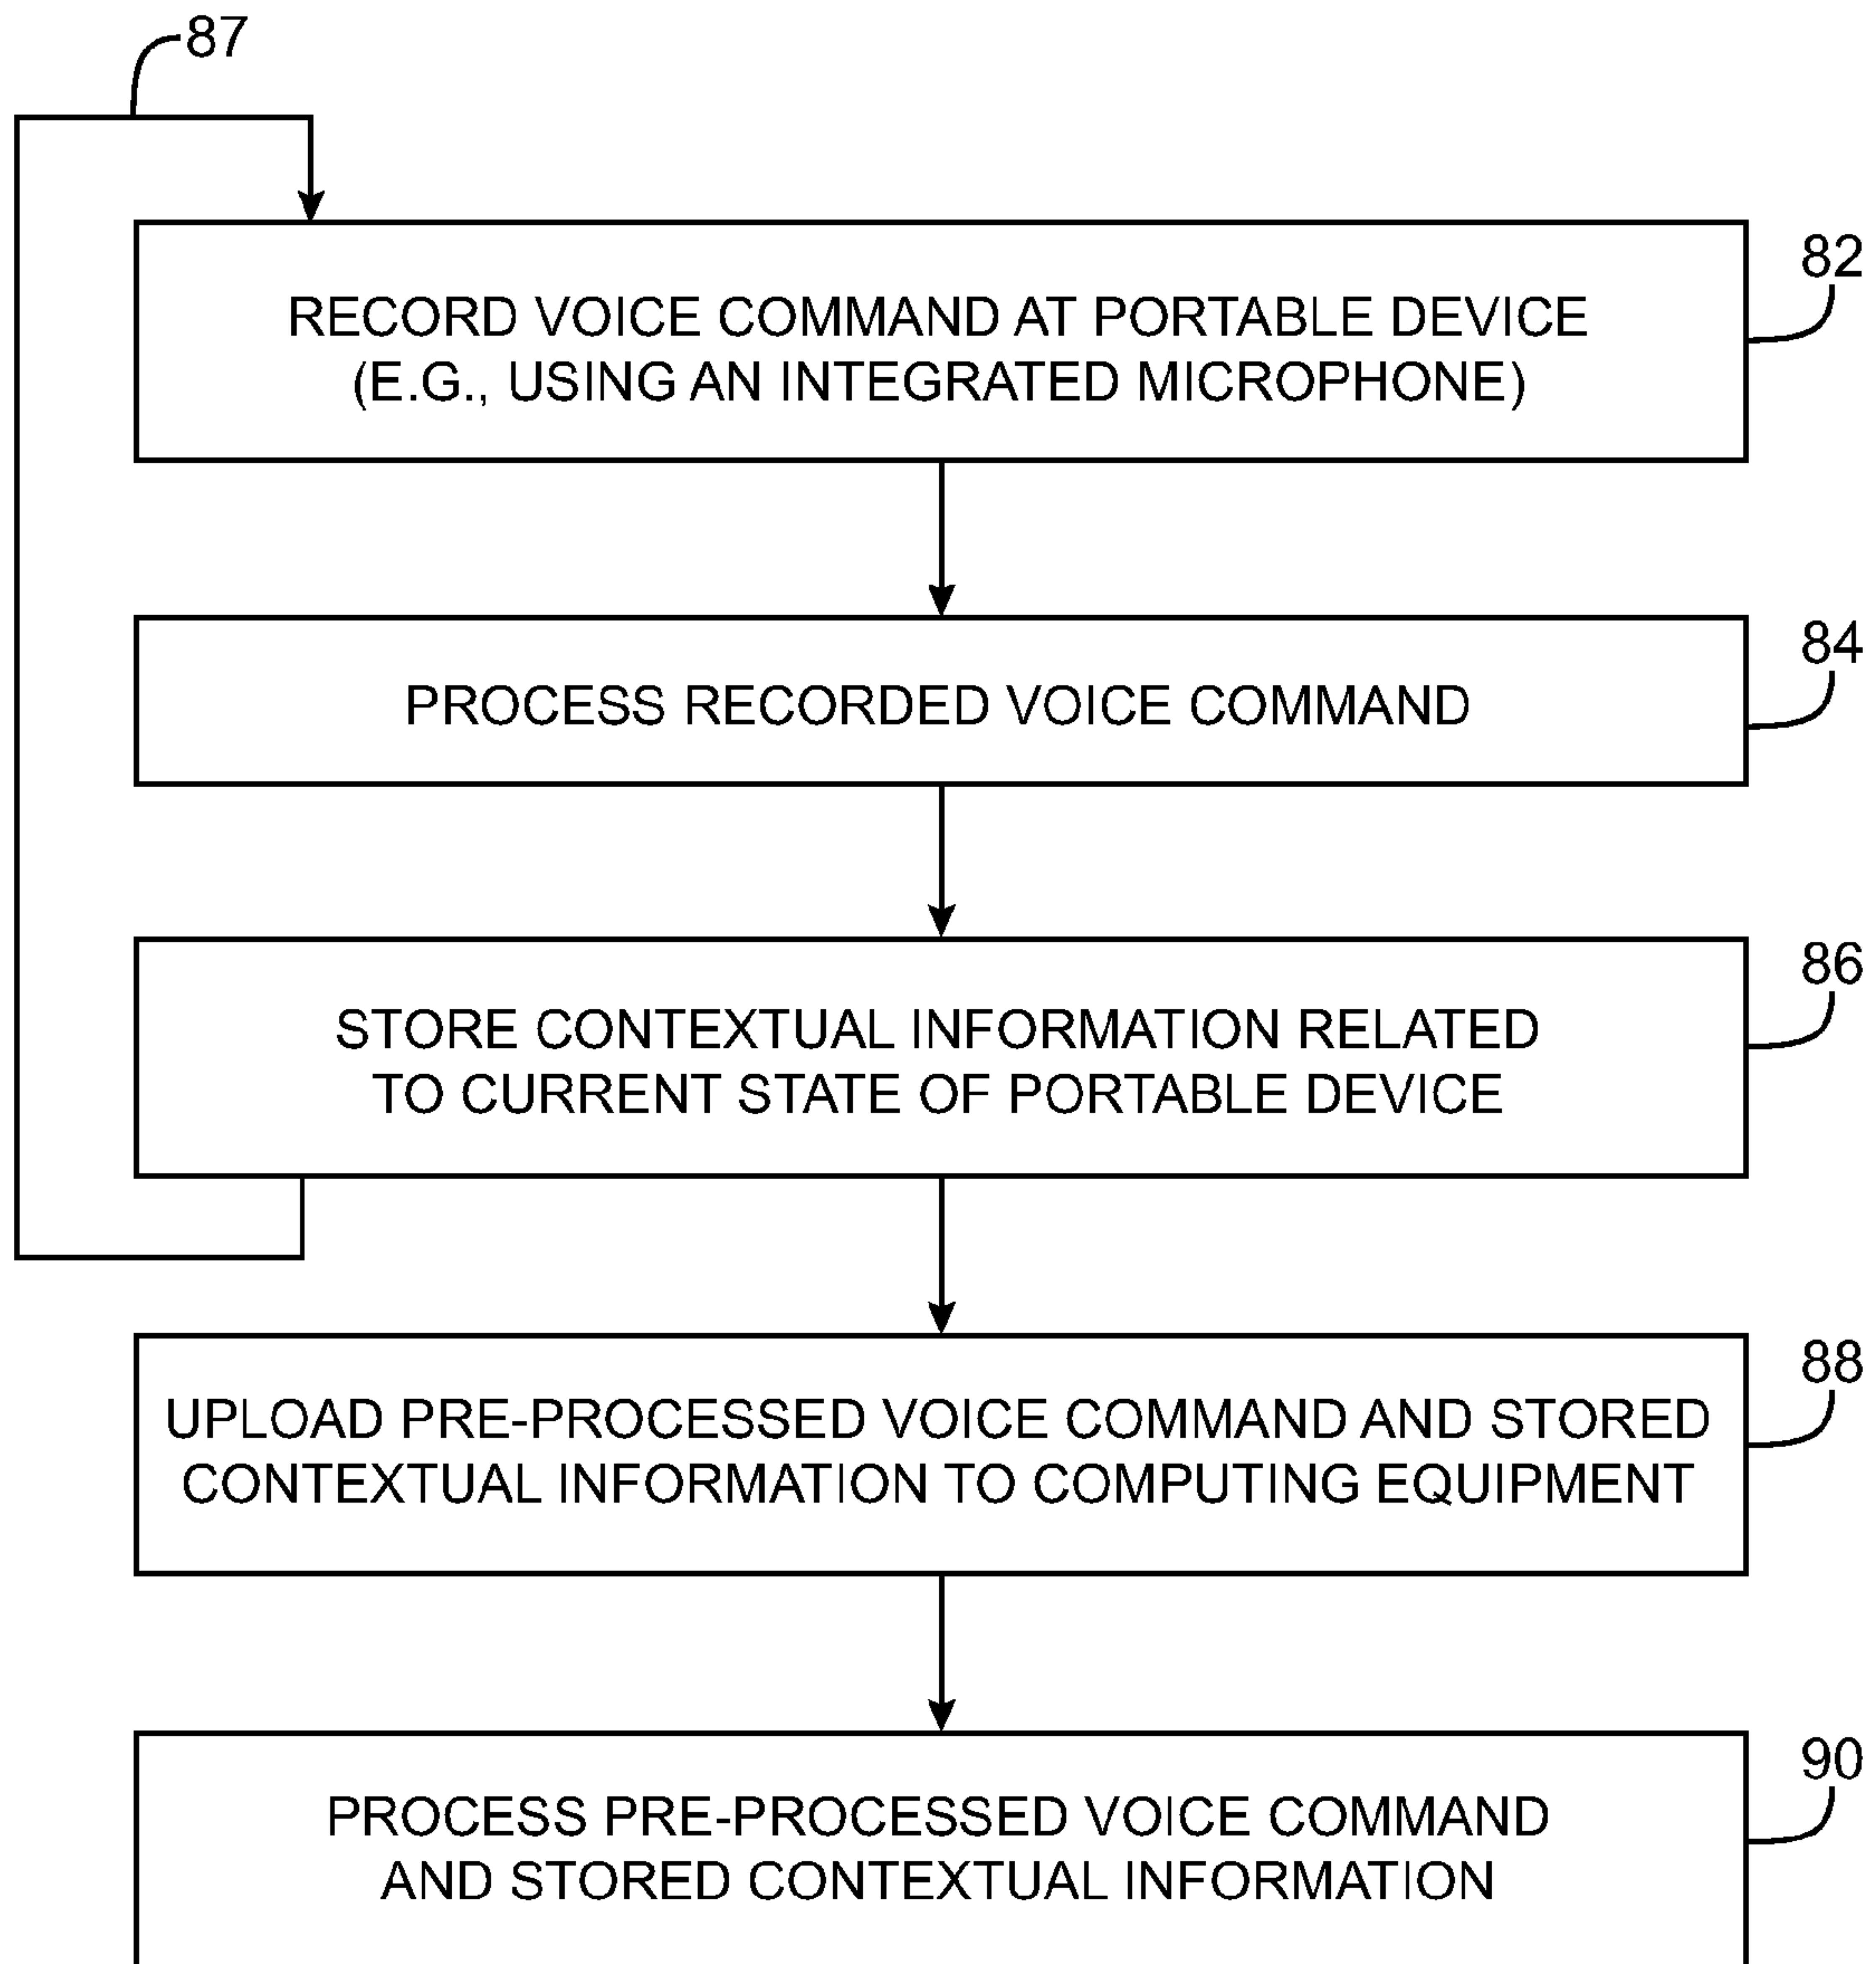 87
82
RECORD VOICE COMMAND AT PORTABLE DEVICE
(E.G., USING AN INTEGRATED MICROPHONE)
84
PROCESS RECORDED VOICE COMMAND
86
STORE CONTEXTUAL INFORMATION RELATED
TO CURRENT STATE OF PORTABLE DEVICE
88
UPLOAD PRE-PROCESSED VOICE COMMAND AND STORED
CONTEXTUAL INFORMATION TO COMPUTING EQUIPMENT
90
PROCESS PRE-PROCESSED VOICE COMMAND
AND STORED CONTEXTUAL INFORMATION